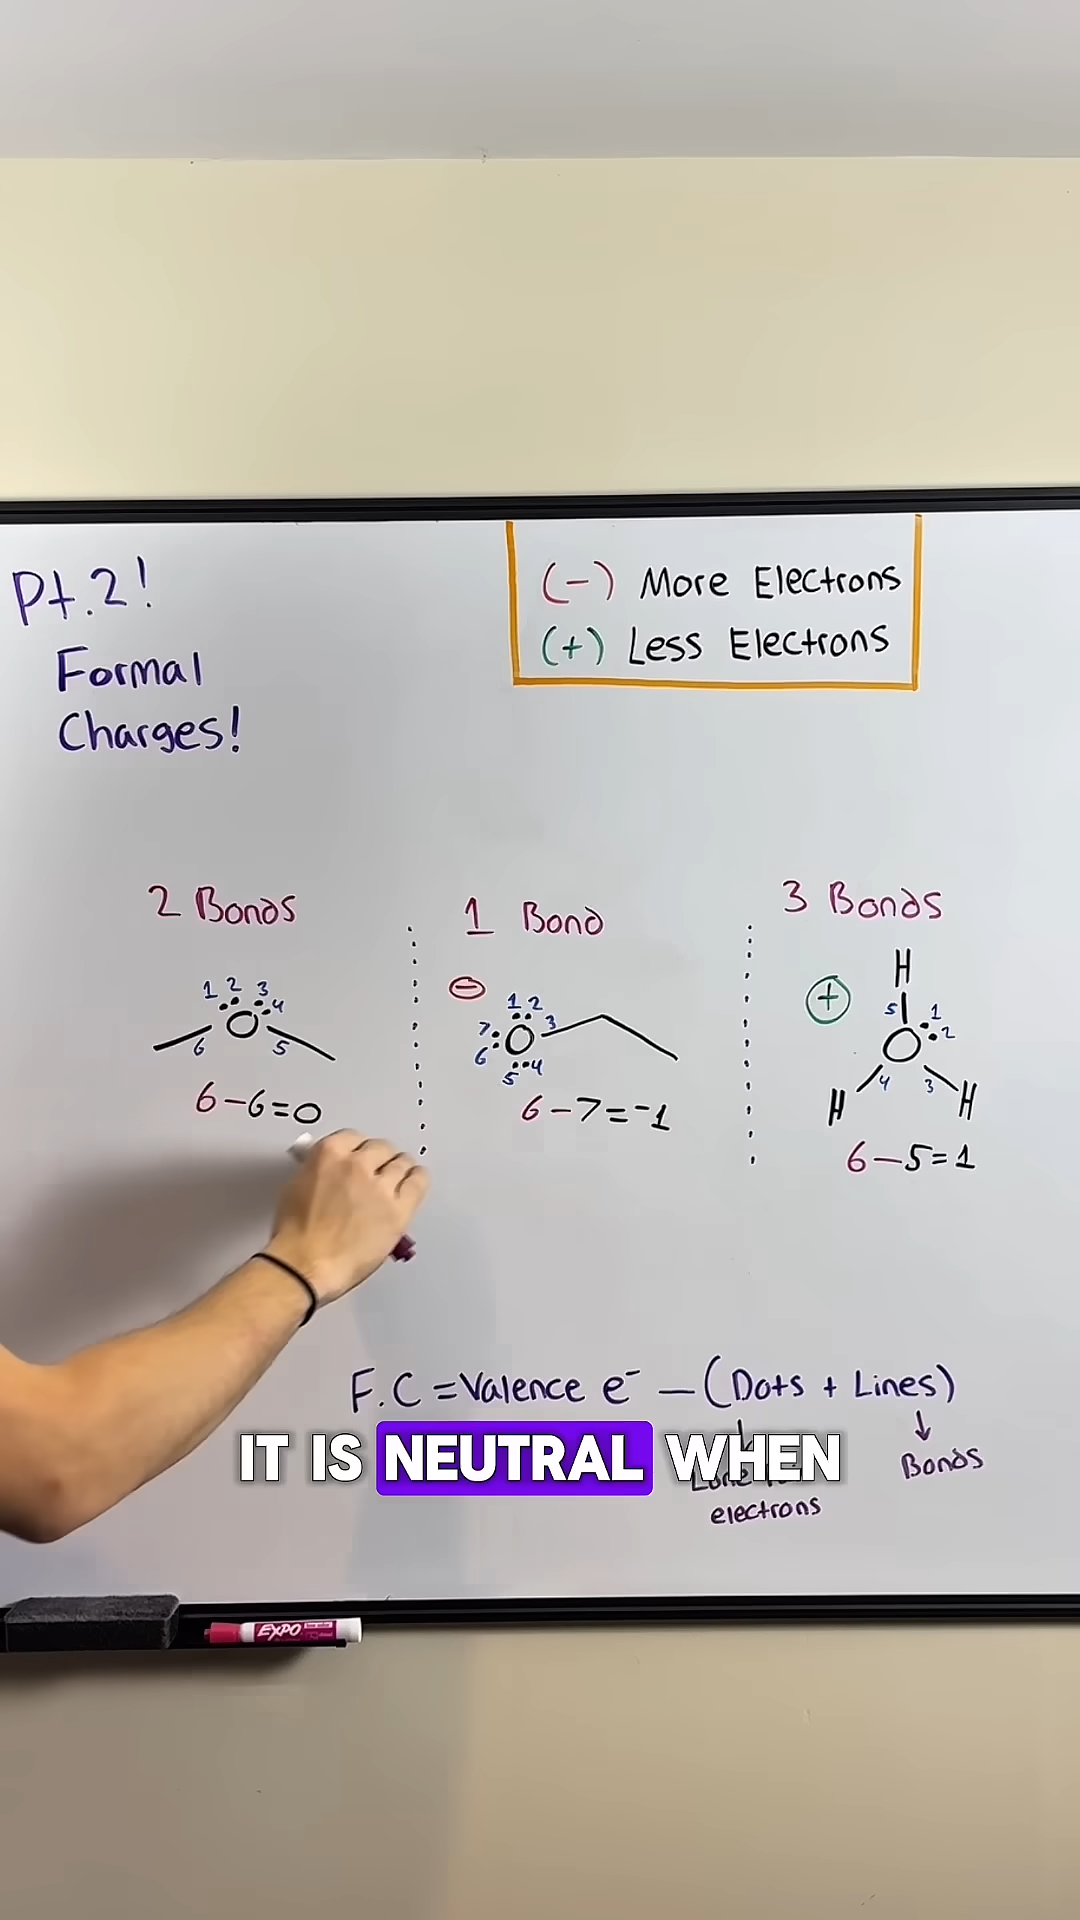 Pt.2!
Formal
Charges!
(-) More Electrons
(+) Less Electrons
2 Bonds
1 2 3 4
O
6 5
6-6=0
1 Bond
⊖
1 2
7 O 3
6
5 4
6-7=-1
3 Bonds
H
+
5 1
O 2
4 3
H H
6-5=1
F.C = Valence e⁻ - (Dots + Lines)
↓
IT IS NEUTRAL WHEN
Bonds
electrons
EXPO